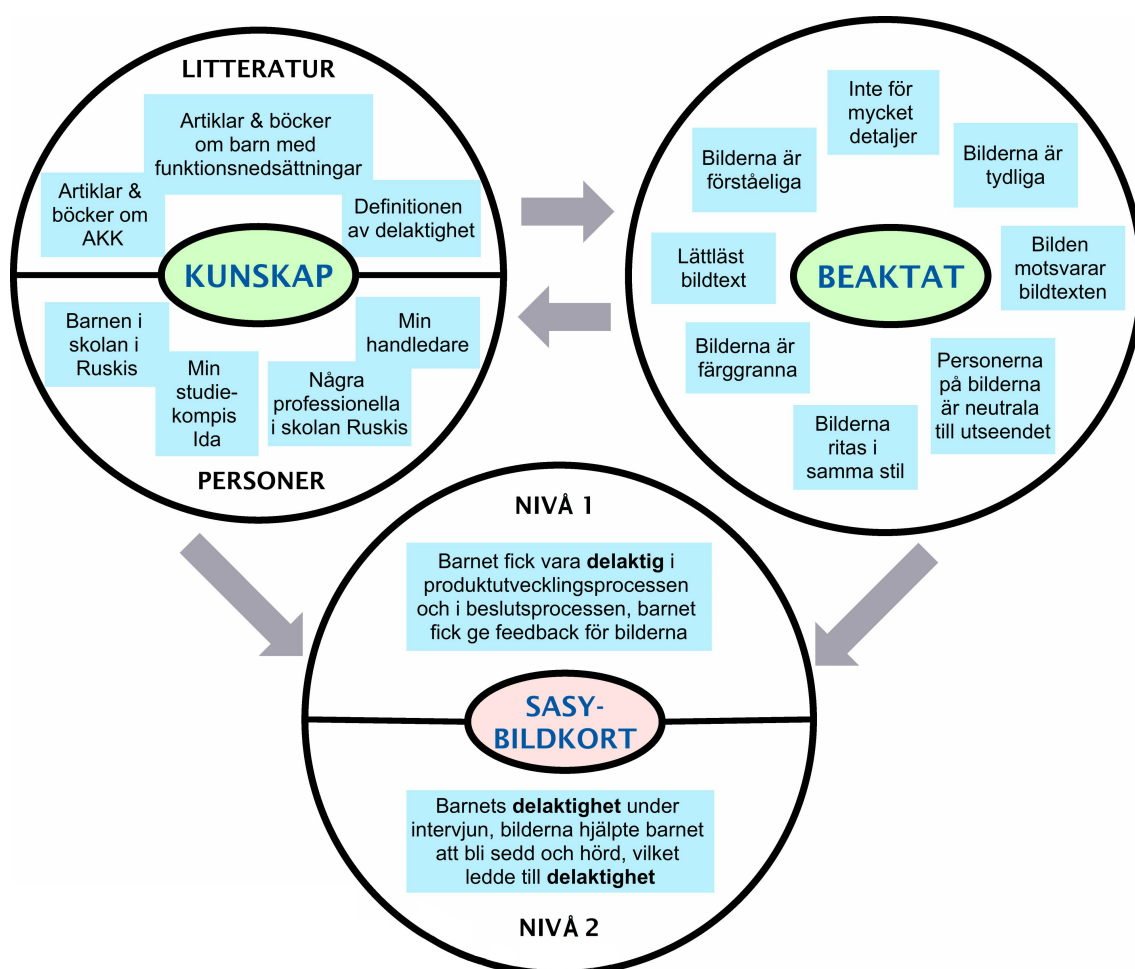 LITTERATUR
Artiklar & böcker
om barn med
funktionsnedsättningar
Artiklar &
böcker om
AKK
Definitionen
av delaktighet
KUNSKAP
Barnen i
skolan i
Ruskis
Min
studie-
kompis
Ida
Några
professionella
i skolan Ruskis
Min
handledare
PERSONER
Inte för
mycket
detaljer
Bilderna är
förståeliga
Bilderna är
tydliga
Lättläst
bildtext
BEAKTAT
Bilden
motsvarar
bildtexten
Bilderna är
färggranna
Personerna
på bilderna
är neutrala
till utseendet
Bilderna
ritas i
samma stil
NIVÅ 1
Barnet fick vara delaktig i
produktutvecklingsprocessen
och i beslutsprocessen, barnet
fick ge feedback för bilderna
SASY-
BILDKORT
Barnets delaktighet under
intervjun, bilderna hjälpte barnet
att bli sedd och hörd, vilket
ledde till delaktighet
NIVÅ 2